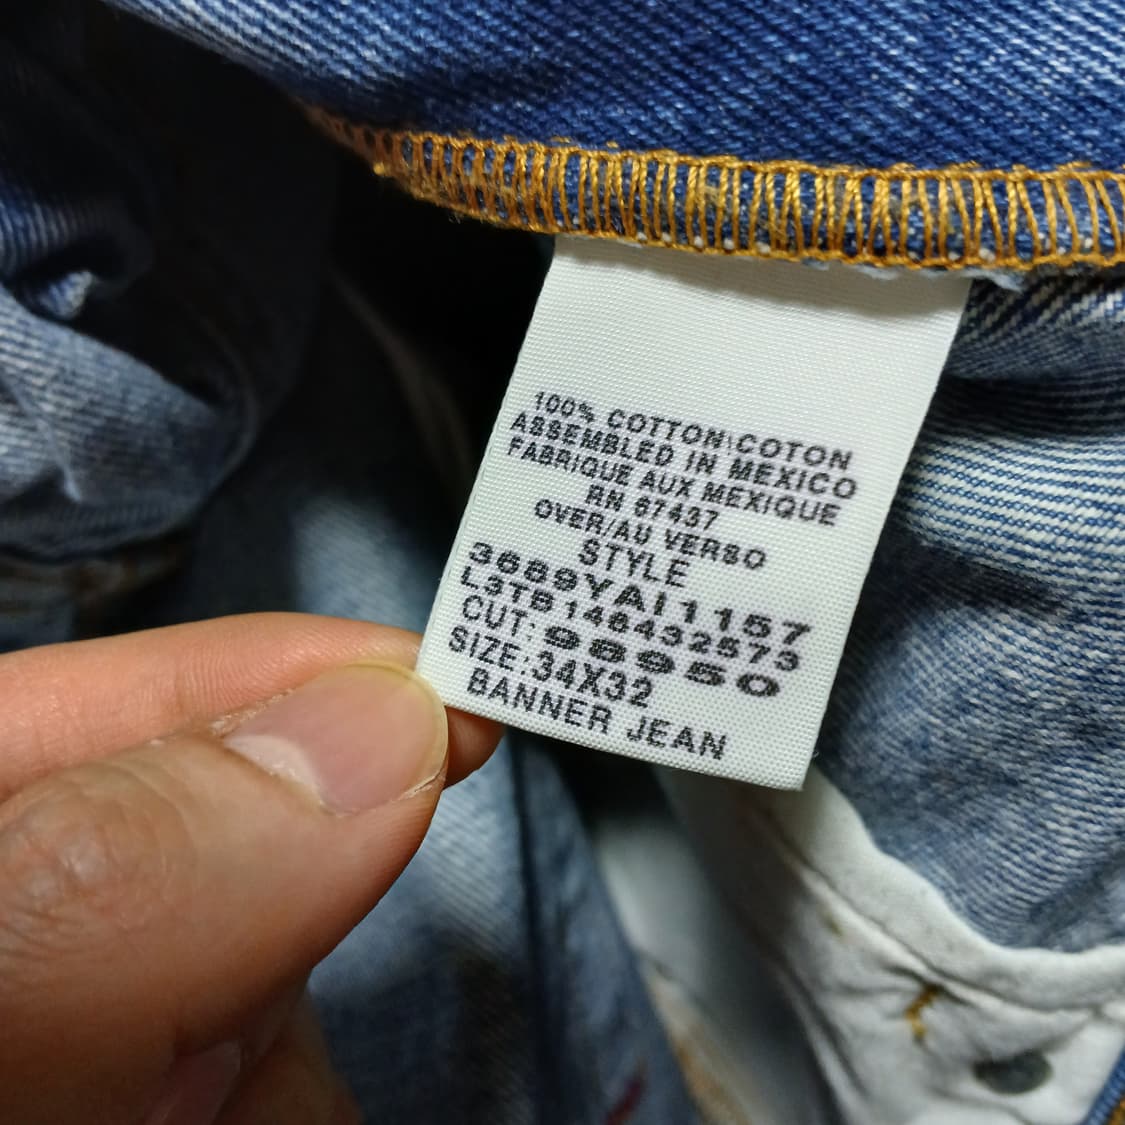 100% COTTON\COTON
ASSEMBLED IN MEXICO
FABRIQUE AUX MEXIQUE
RN 67437
OVER/AU VERSO
STYLE
3689YAI1157
L3TB146432573
CUT: 98950
SIZE:34X32
BANNER JEAN